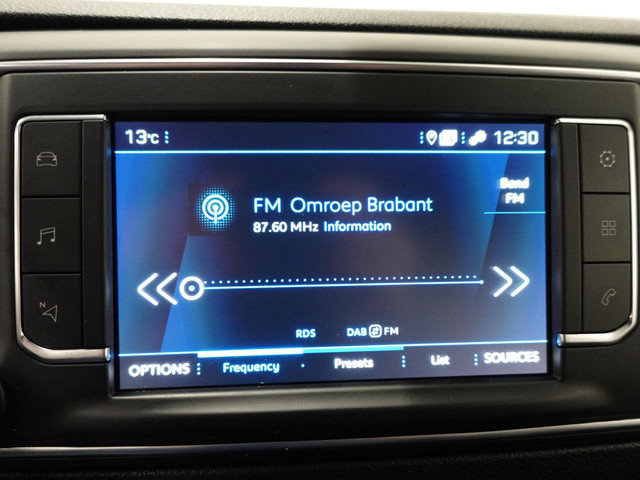 13°C
12:30
Band
FM
FM Omroep Brabant
87.60 MHz Information
RDS
DAB FM
OPTIONS
Frequency
Presets
List
SOURCES
N